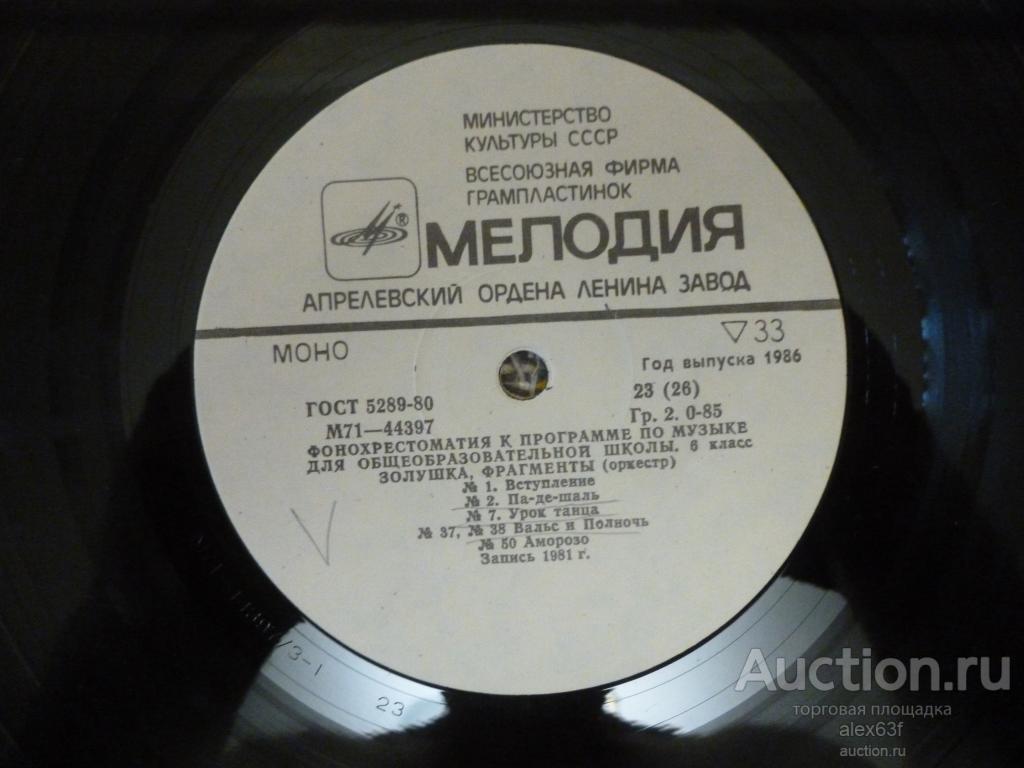 МИНИСТЕРСТВО
КУЛЬТУРЫ СССР
ВСЕСОЮЗНАЯ ФИРМА
ГРАМПЛАСТИНОК
®
МЕЛОДИЯ
АПРЕЛЕВСКИЙ ОРДЕНА ЛЕНИНА ЗАВОД
МОНО
▽33
Год выпуска 1986
ГОСТ 5289-80
23 (26)
М71—44397
Гр. 2. 0-85
ФОНОХРЕСТОМАТИЯ К ПРОГРАММЕ ПО МУЗЫКЕ
ДЛЯ ОБЩЕОБРАЗОВАТЕЛЬНОЙ ШКОЛЫ. 6 класс
ЗОЛУШКА, ФРАГМЕНТЫ (оркестр)
№ 1. Вступление
№ 2. Па-де-шаль
№ 7. Урок танца
№ 37, № 38 Вальс и Полночь
№ 50 Аморозо
Запись 1981 г.
/3-1
23
Auction.ru
торговая площадка
alex63f
auction.ru